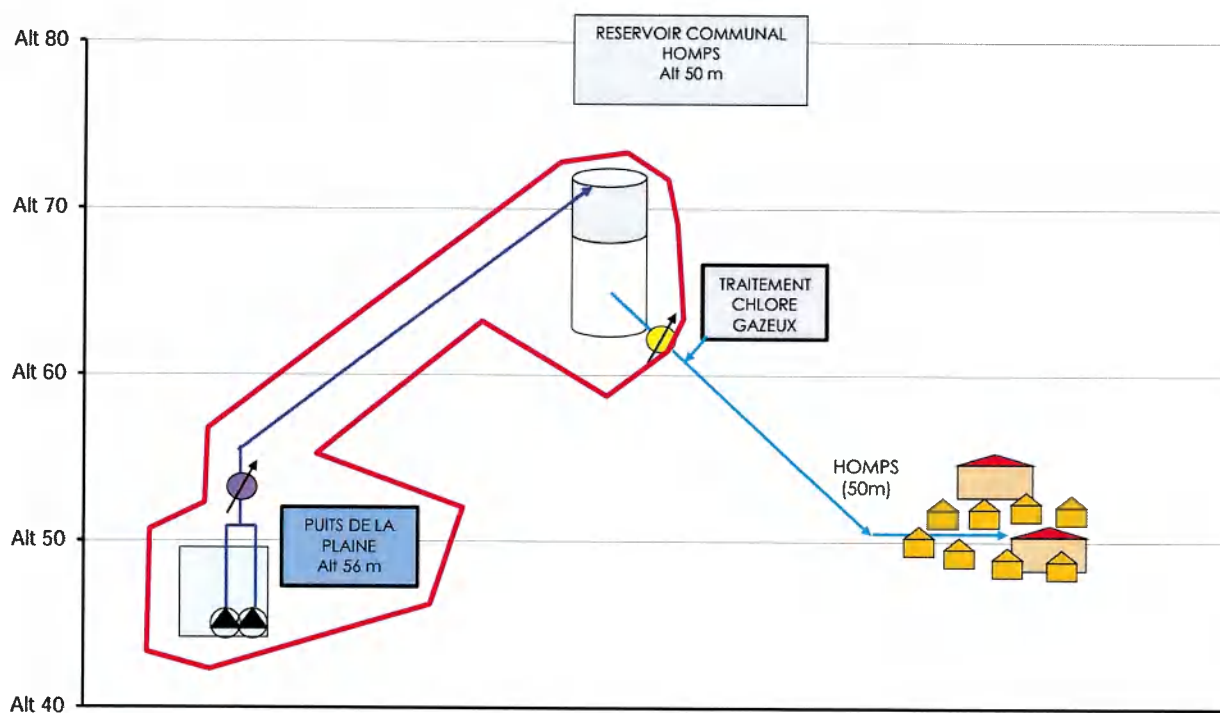 Alt 80
RESERVOIR COMMUNAL
HOMPS
Alt 50 m
Alt 70
TRAITEMENT
CHLORE
GAZEUX
Alt 60
HOMPS
(50m)
PUITS DE LA
PLAINE
Alt 56 m
Alt 50
Alt 40